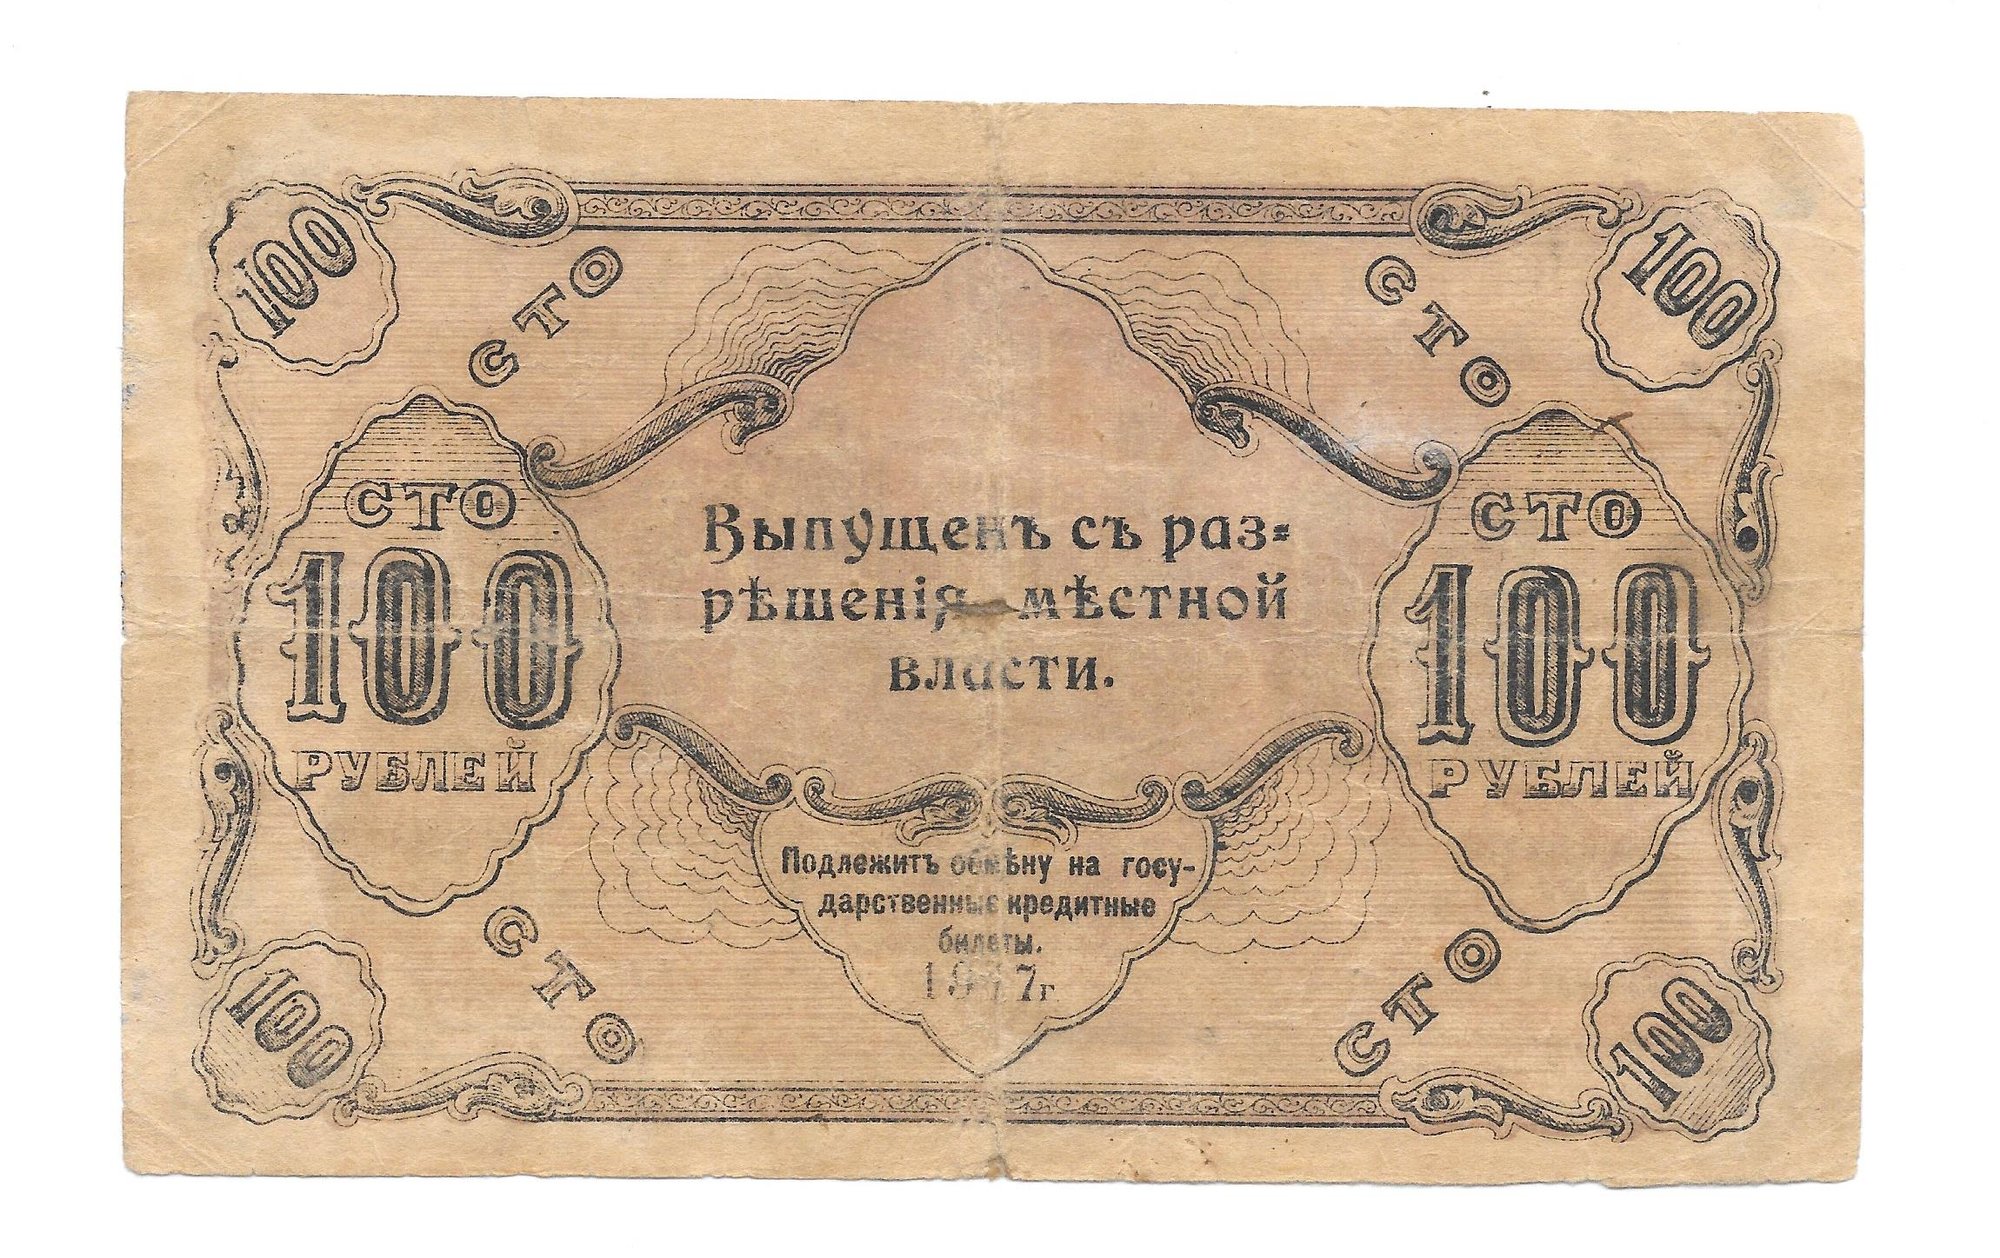 100
100
СТО
СТО
СТО
100
РУБЛЕЙ
Выпущенъ съ раз-
рѣшенія мѣстной
власти.
СТО
100
РУБЛЕЙ
Подлежитъ обмѣну на госу-
дарственные кредитные
билеты.
1917г
СТО
СТО
100
100